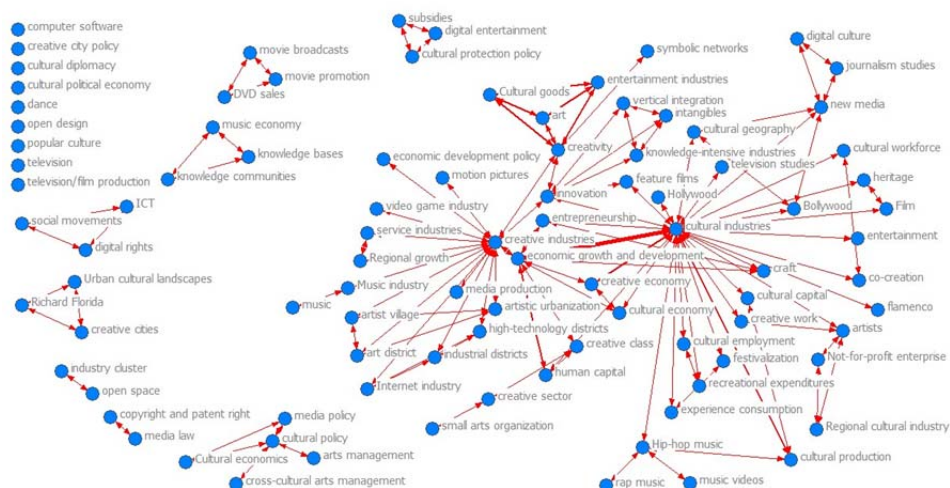 computer software
creative city policy
cultural diplomacy
cultural political economy
dance
open design
popular culture
television
television/film production
movie broadcasts
movie promotion
DVD sales
music economy
knowledge bases
knowledge communities
ICT
social movements
digital rights
Urban cultural landscapes
Richard Florida
creative cities
industry cluster
open space
copyright and patent right
media law
subsidies
digital entertainment
cultural protection policy
symbolic networks
Cultural goods
entertainment industries
art
creativity
vertical integration
intangibles
knowledge-intensive industries
cultural geography
television studies
digital culture
journalism studies
new media
cultural workforce
heritage
Film
Bollywood
entertainment
co-creation
flamenco
economic development policy
motion pictures
innovation
feature films
Hollywood
video game industry
entrepreneurship
cultural industries
service industries
creative industries
Regional growth
economic growth and development
craft
Music industry
music
media production
creative economy
artist village
artistic urbanization
cultural economy
cultural capital
creative work
artists
high-technology districts
art district
industrial districts
creative class
cultural employment
festivalization
Not-for-profit enterprise
Internet industry
human capital
recreational expenditures
creative sector
experience consumption
small arts organization
Regional cultural industry
media policy
cultural policy
Cultural economics
arts management
cross-cultural arts management
Hip-hop music
cultural production
rap music
music videos